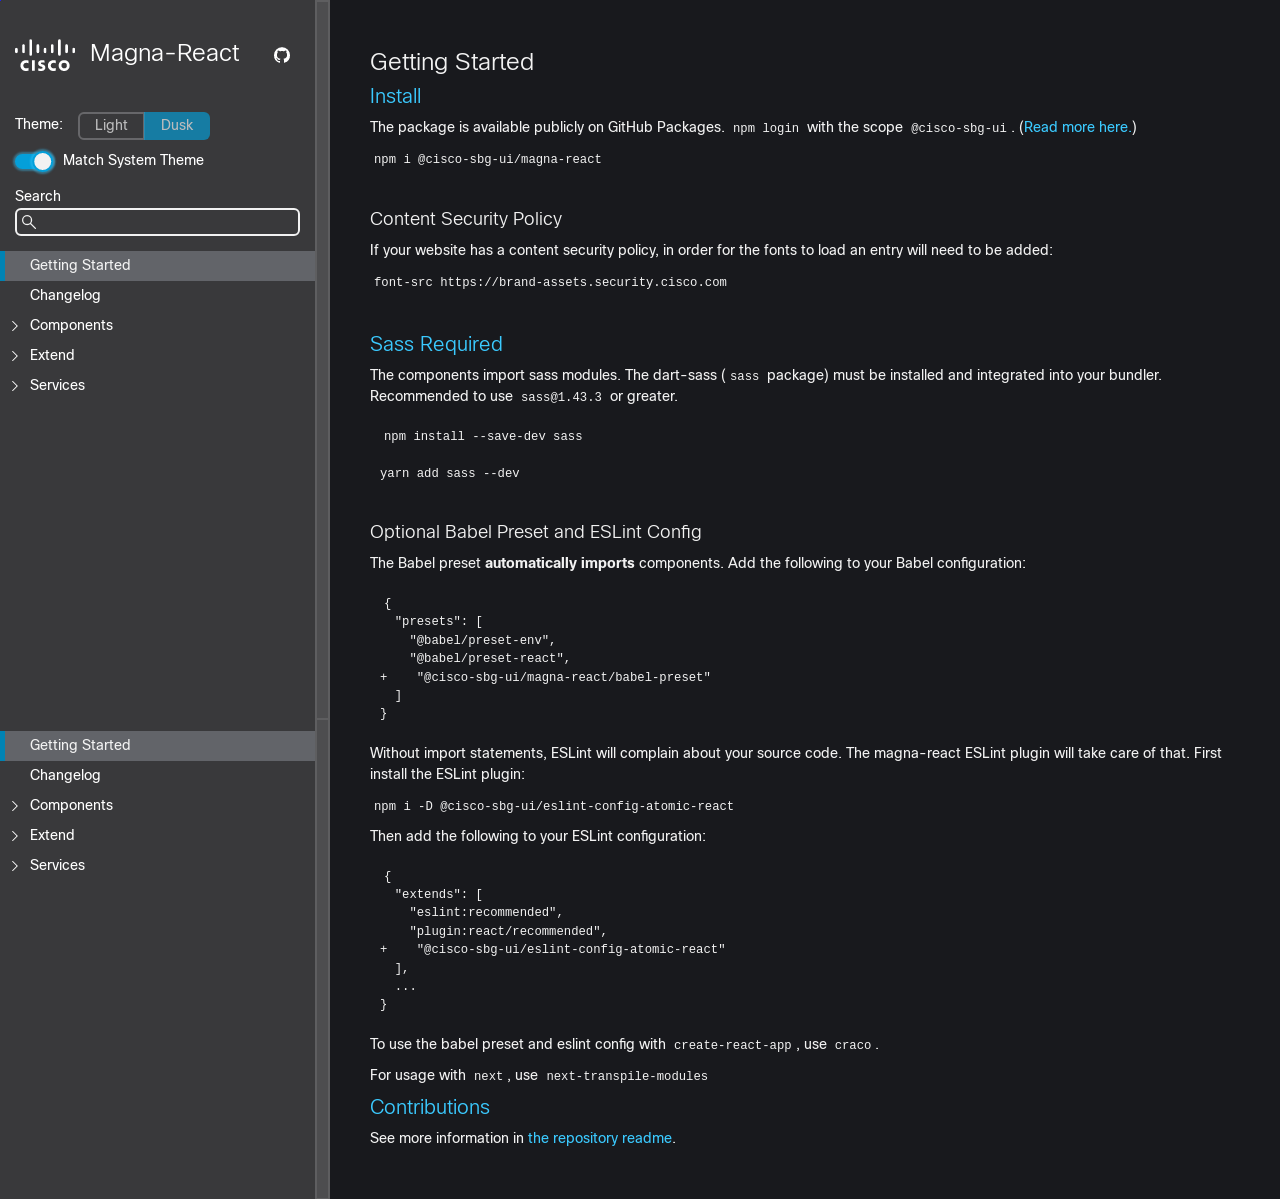 cisco
Magna-React
Theme:
Light
Dusk
Match System Theme
Search
Getting Started
Changelog
Components
Extend
Services
Getting Started
Changelog
Components
Extend
Services
Getting Started
Install
The package is available publicly on GitHub Packages. npm login with the scope @cisco-sbg-ui. (Read more here.)
npm i @cisco-sbg-ui/magna-react
Content Security Policy
If your website has a content security policy, in order for the fonts to load an entry will need to be added:
font-src https://brand-assets.security.cisco.com
Sass Required
The components import sass modules. The dart-sass ( sass package) must be installed and integrated into your bundler.
Recommended to use sass@1.43.3 or greater.
npm install --save-dev sass
yarn add sass --dev
Optional Babel Preset and ESLint Config
The Babel preset automatically imports components. Add the following to your Babel configuration:
{
"presets": [
"@babel/preset-env",
"@babel/preset-react",
+    "@cisco-sbg-ui/magna-react/babel-preset"
]
}
Without import statements, ESLint will complain about your source code. The magna-react ESLint plugin will take care of that. First
install the ESLint plugin:
npm i -D @cisco-sbg-ui/eslint-config-atomic-react
Then add the following to your ESLint configuration:
{
"extends": [
"eslint:recommended",
"plugin:react/recommended",
+    "@cisco-sbg-ui/eslint-config-atomic-react"
],
...
}
To use the babel preset and eslint config with create-react-app , use craco .
For usage with next , use next-transpile-modules
Contributions
See more information in the repository readme.